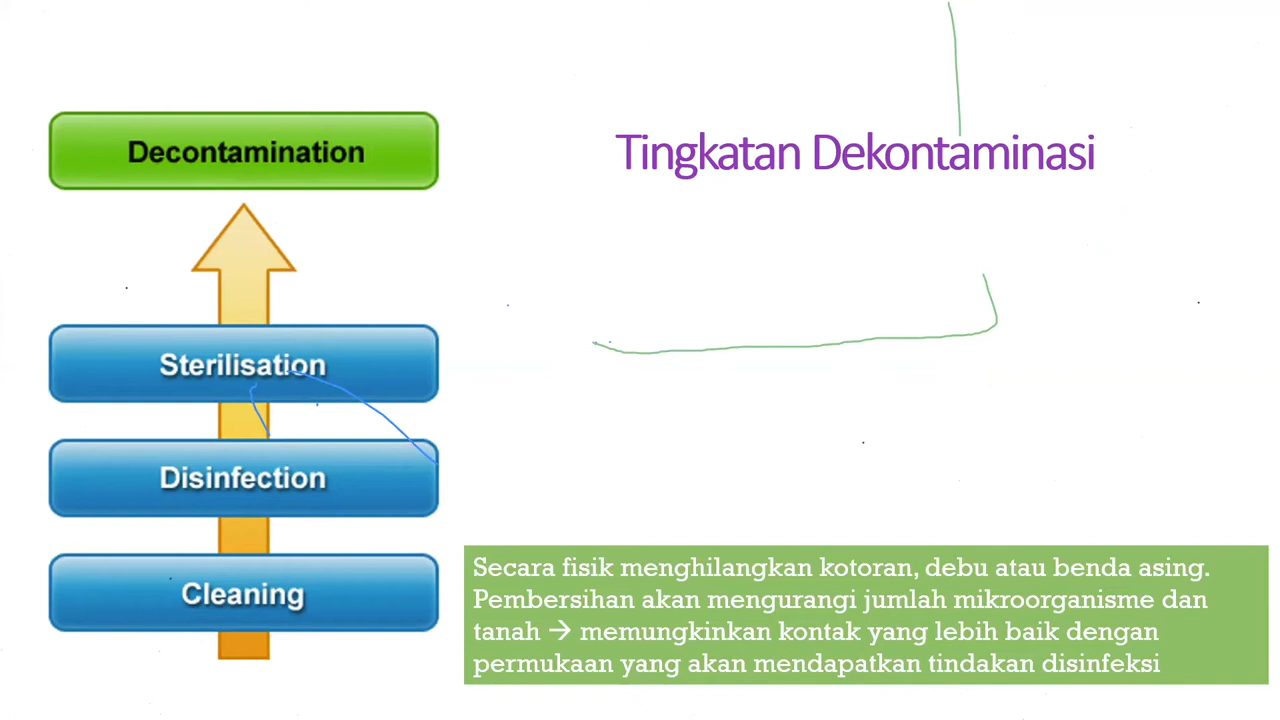 Decontamination
Tingkatan Dekontaminasi
Sterilisation
Disinfection
Cleaning
Secara fisik menghilangkan kotoran, debu atau benda asing.
Pembersihan akan mengurangi jumlah mikroorganisme dan
tanah → memungkinkan kontak yang lebih baik dengan
permukaan yang akan mendapatkan tindakan disinfeksi